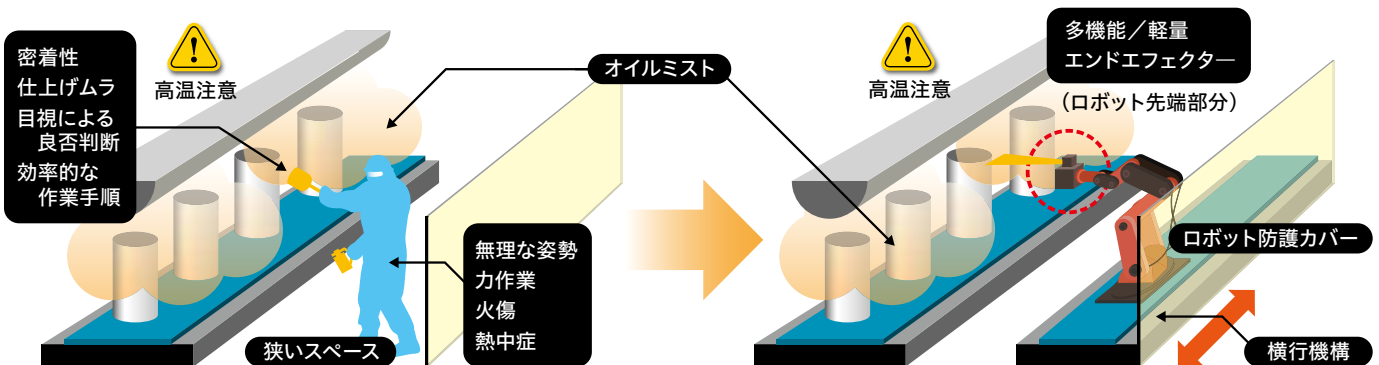 密着性
仕上げムラ
目視による
良否判断
効率的な
作業手順
高温注意
オイルミスト
無理な姿勢
力作業
火傷
熱中症
狭いスペース
高温注意
多機能／軽量
エンドエフェクター
（ロボット先端部分）
ロボット防護カバー
横行機構